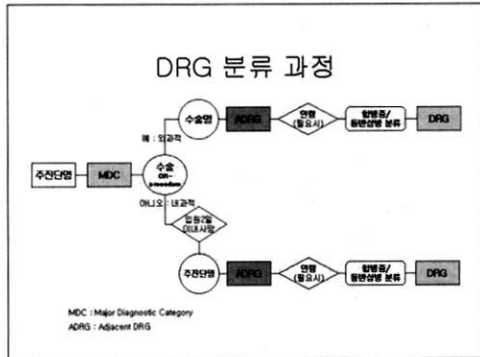 DRG 분류 과정
수술명
ADRG
연령
(필요시)
합병증/
동반상병 분류
DRG
예 : 외과적
주진단명
MDC
수술
OR-
procedure
아니오 : 내과적
입원2일
이내사망
주진단명
ADRG
연령
(필요시)
합병증/
동반상병 분류
DRG
MDC : Major Diagnostic Category
ADRG : Adjacent DRG